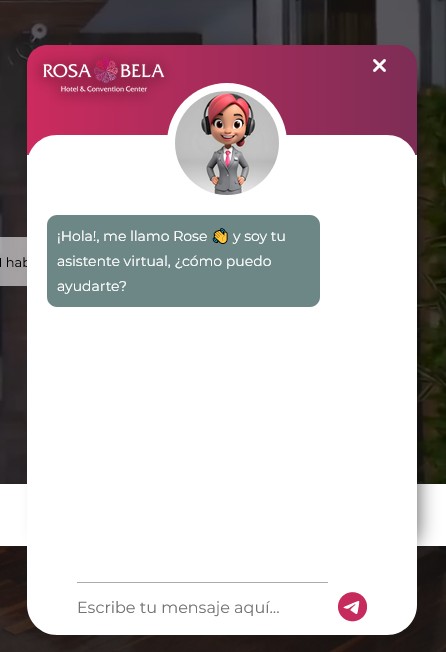 ROSA BELA
Hotel & Convention Center
¡Hola!, me llamo Rose 👏 y soy tu
asistente virtual, ¿cómo puedo
ayudarte?
1 hab
Escribe tu mensaje aquí...